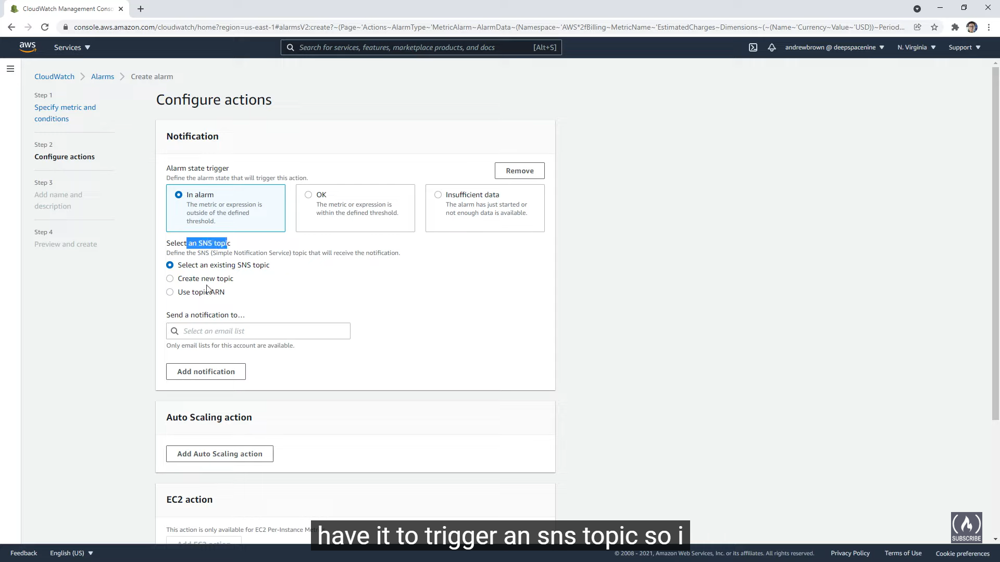 CloudWatch Management Conso
console.aws.amazon.com/cloudwatch/home?region=us-east-1#alarmsV2:create?~(Page~'Actions~AlarmType~'MetricAlarm~AlarmData~(Namespace~'AWS*2fBilling~MetricName~'EstimatedCharges~Dimensions~(~(Name~'Currency~Value~'USD))~Period...
aws
Services
Search for services, features, marketplace products, and docs
[Alt+S]
andrewbrown @ deepspacenine
N. Virginia
Support
CloudWatch
Alarms
Create alarm
Step 1
Specify metric and
conditions
Step 2
Configure actions
Step 3
Add name and
description
Step 4
Preview and create
Configure actions
Notification
Alarm state trigger
Define the alarm state that will trigger this action.
Remove
In alarm
The metric or expression is
outside of the defined
threshold.
OK
The metric or expression is
within the defined threshold.
Insufficient data
The alarm has just started or
not enough data is available.
Select an SNS topic
Define the SNS (Simple Notification Service) topic that will receive the notification.
Select an existing SNS topic
Create new topic
Use topic ARN
Send a notification to...
Select an email list
Only email lists for this account are available.
Add notification
Auto Scaling action
Add Auto Scaling action
EC2 action
This action is only available for EC2 Per-Instance
have it to trigger an sns topic so i
SUBSCRIBE
Feedback
English (US)
© 2008 - 2021, Amazon Web Services, Inc. or its affiliates. All rights reserved.
Privacy Policy
Terms of Use
Cookie preferences